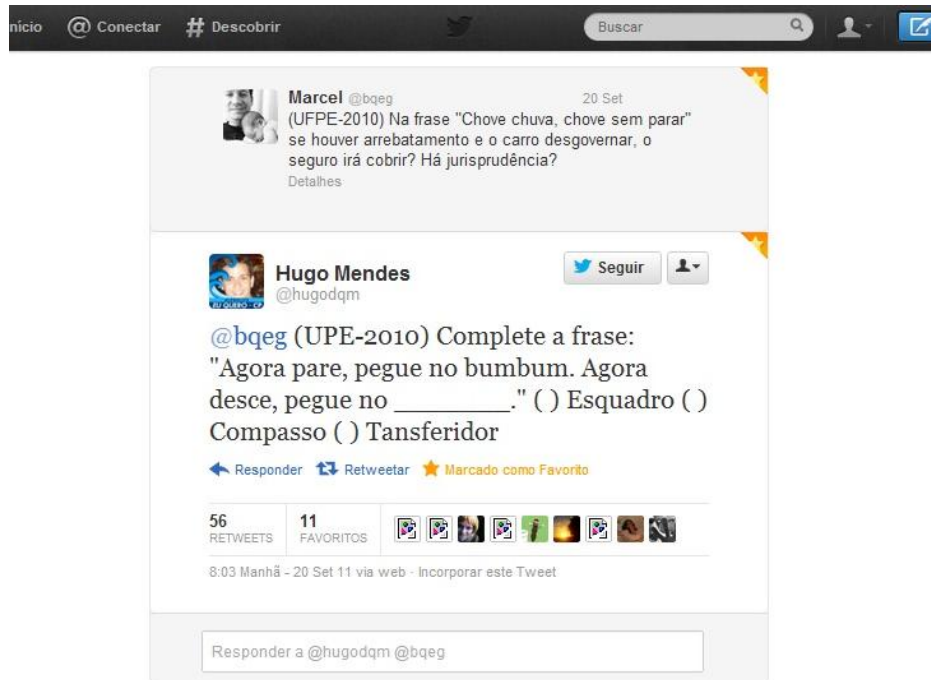 nício @ Conectar # Descobrir Buscar
Marcel @bqeg 20 Set
(UFPE-2010) Na frase "Chove chuva, chove sem parar"
se houver arrebatamento e o carro desgovernar, o
seguro irá cobrir? Há jurisprudência?
Detalhes
Hugo Mendes
@hugodqm
Seguir
@bqeg (UPE-2010) Complete a frase:
"Agora pare, pegue no bumbum. Agora
desce, pegue no ________." ( ) Esquadro ( )
Compasso ( ) Tansferidor
Responder Retweetar Marcado como Favorito
56 11
RETWEETS FAVORITOS
8:03 Manhã - 20 Set 11 via web · Incorporar este Tweet
Responder a @hugodqm @bqeg